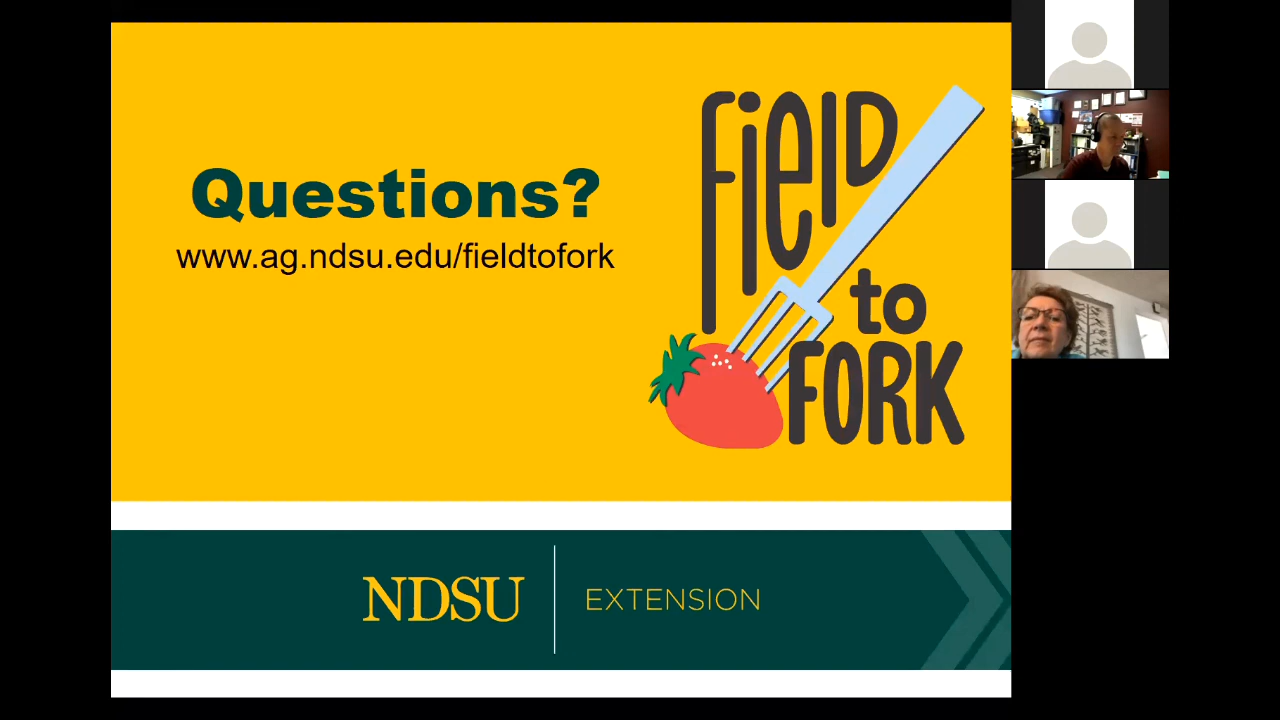 Questions?
www.ag.ndsu.edu/fieldtofork
FiELD
to
FORK
NDSU
EXTENSION